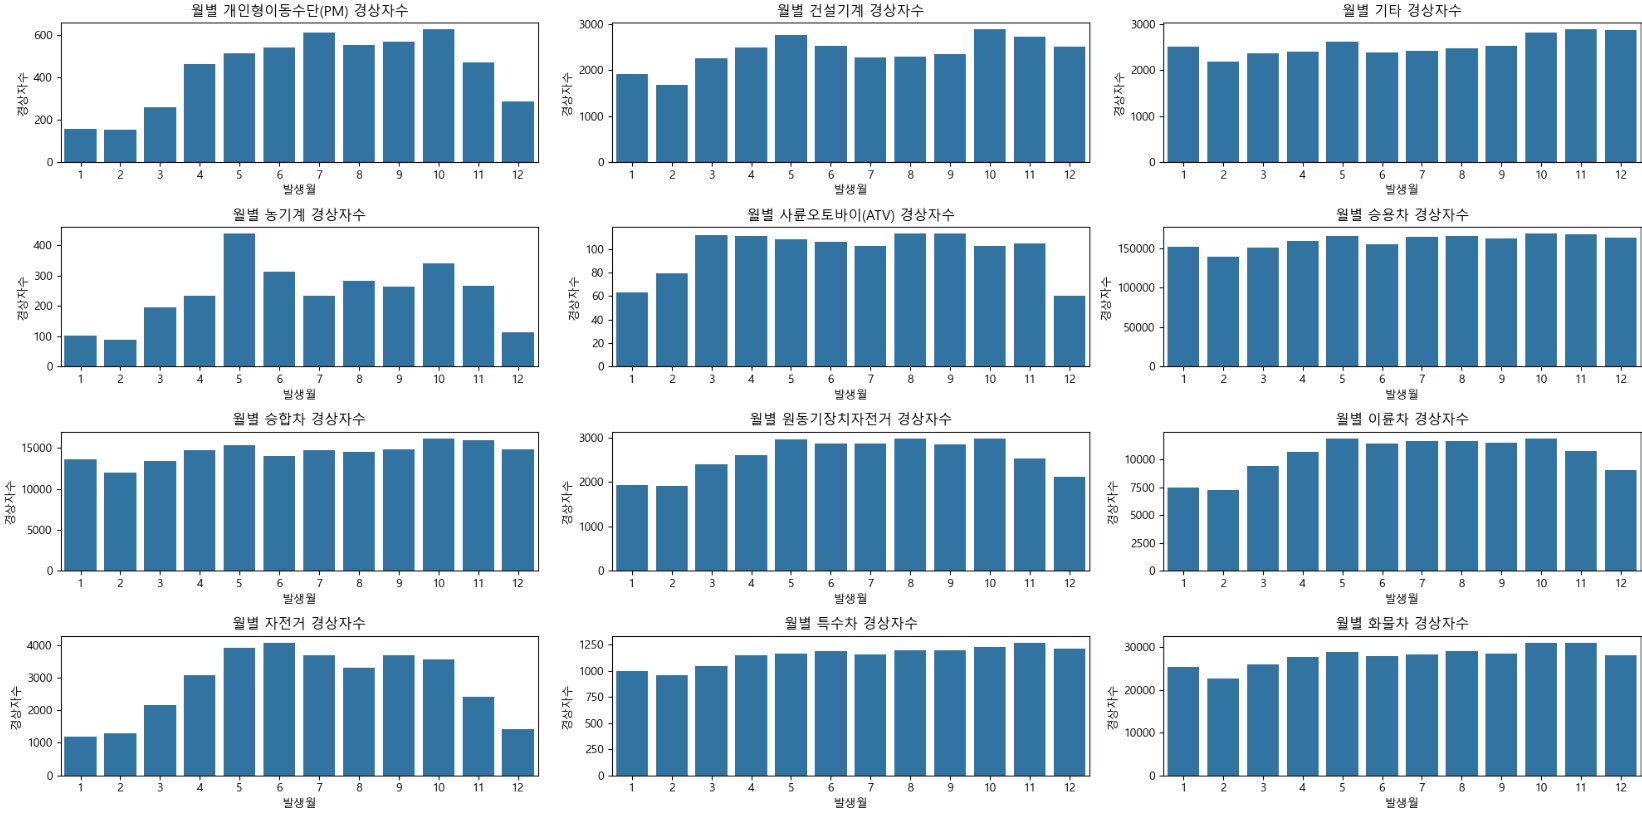 월별 개인형이동수단(PM) 경상자수
600
400
200
0
경상자수
1 2 3 4 5 6 7 8 9 10 11 12
발생월
월별 건설기계 경상자수
3000
2000
1000
0
경상자수
1 2 3 4 5 6 7 8 9 10 11 12
발생월
월별 기타 경상자수
3000
2000
1000
0
경상자수
1 2 3 4 5 6 7 8 9 10 11 12
발생월
월별 농기계 경상자수
400
300
200
100
0
경상자수
1 2 3 4 5 6 7 8 9 10 11 12
발생월
월별 사륜오토바이(ATV) 경상자수
100
80
60
40
20
0
경상자수
1 2 3 4 5 6 7 8 9 10 11 12
발생월
월별 승용차 경상자수
150000
100000
50000
0
경상자수
1 2 3 4 5 6 7 8 9 10 11 12
발생월
월별 승합차 경상자수
15000
10000
5000
0
경상자수
1 2 3 4 5 6 7 8 9 10 11 12
발생월
월별 원동기장치자전거 경상자수
3000
2000
1000
0
경상자수
1 2 3 4 5 6 7 8 9 10 11 12
발생월
월별 이륜차 경상자수
10000
7500
5000
2500
0
경상자수
1 2 3 4 5 6 7 8 9 10 11 12
발생월
월별 자전거 경상자수
4000
3000
2000
1000
0
경상자수
1 2 3 4 5 6 7 8 9 10 11 12
발생월
월별 특수차 경상자수
1250
1000
750
500
250
0
경상자수
1 2 3 4 5 6 7 8 9 10 11 12
발생월
월별 화물차 경상자수
30000
20000
10000
0
경상자수
1 2 3 4 5 6 7 8 9 10 11 12
발생월